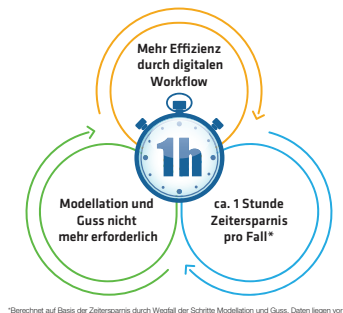 Mehr Effizienz
durch digitalen
Workflow
1h
Modellation und
Guss nicht
mehr erforderlich
ca. 1 Stunde
Zeitersparnis
pro Fall*
*Berechnet auf Basis der Zeitersparnis durch Wegfall der Schritte Modellation und Guss. Daten liegen vor.